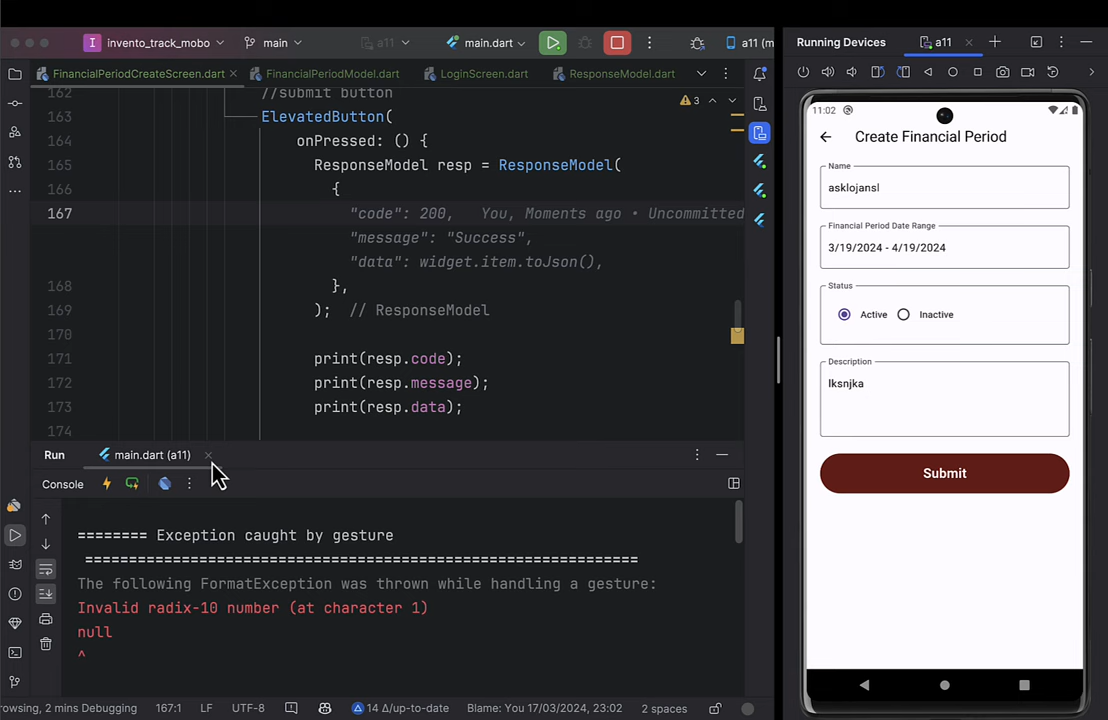 invento_track_mobo
main
a11
main.dart
a11 (m
Running Devices
a11
FinancialPeriodCreateScreen.dart
FinancialPeriodModel.dart
LoginScreen.dart
ResponseModel.dart
162 //submit button
163 ElevatedButton(
3
164 onPressed: () {
165 ResponseModel resp = ResponseModel(
166 {
167 "code": 200, You, Moments ago • Uncommitted
"message": "Success",
"data": widget.item.toJson(),
168 },
169 ); // ResponseModel
170
171 print(resp.code);
172 print(resp.message);
173 print(resp.data);
174
Run
main.dart (a11)
Console
======== Exception caught by gesture
===========================================================
The following FormatException was thrown while handling a gesture:
Invalid radix-10 number (at character 1)
null
^
rowsing, 2 mins Debugging
167:1
LF
UTF-8
14 Δ/up-to-date
Blame: You 17/03/2024, 23:02
2 spaces
11:02
Create Financial Period
Name
asklojansl
Financial Period Date Range
3/19/2024 - 4/19/2024
Status
Active
Inactive
Description
lksnjka
Submit